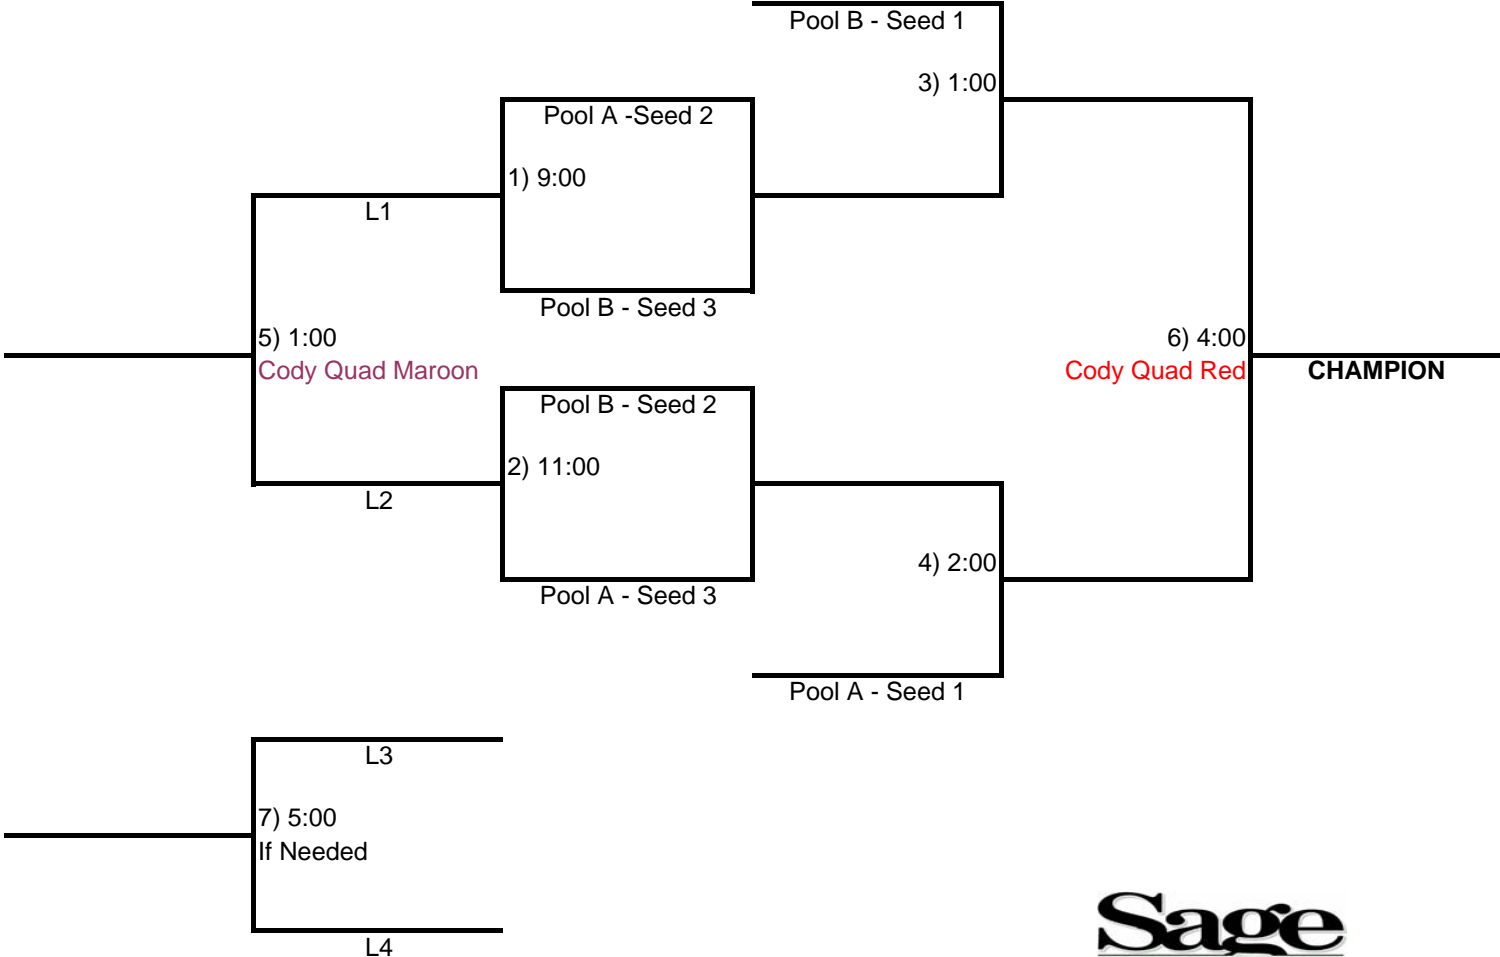 Pool B - Seed 1
3) 1:00
Pool A -Seed 2
1) 9:00
L1
Pool B - Seed 3
5) 1:00
Cody Quad Maroon
6) 4:00
Cody Quad Red
CHAMPION
Pool B - Seed 2
2) 11:00
L2
4) 2:00
Pool A - Seed 3
Pool A - Seed 1
L3
7) 5:00
If Needed
L4
Sage